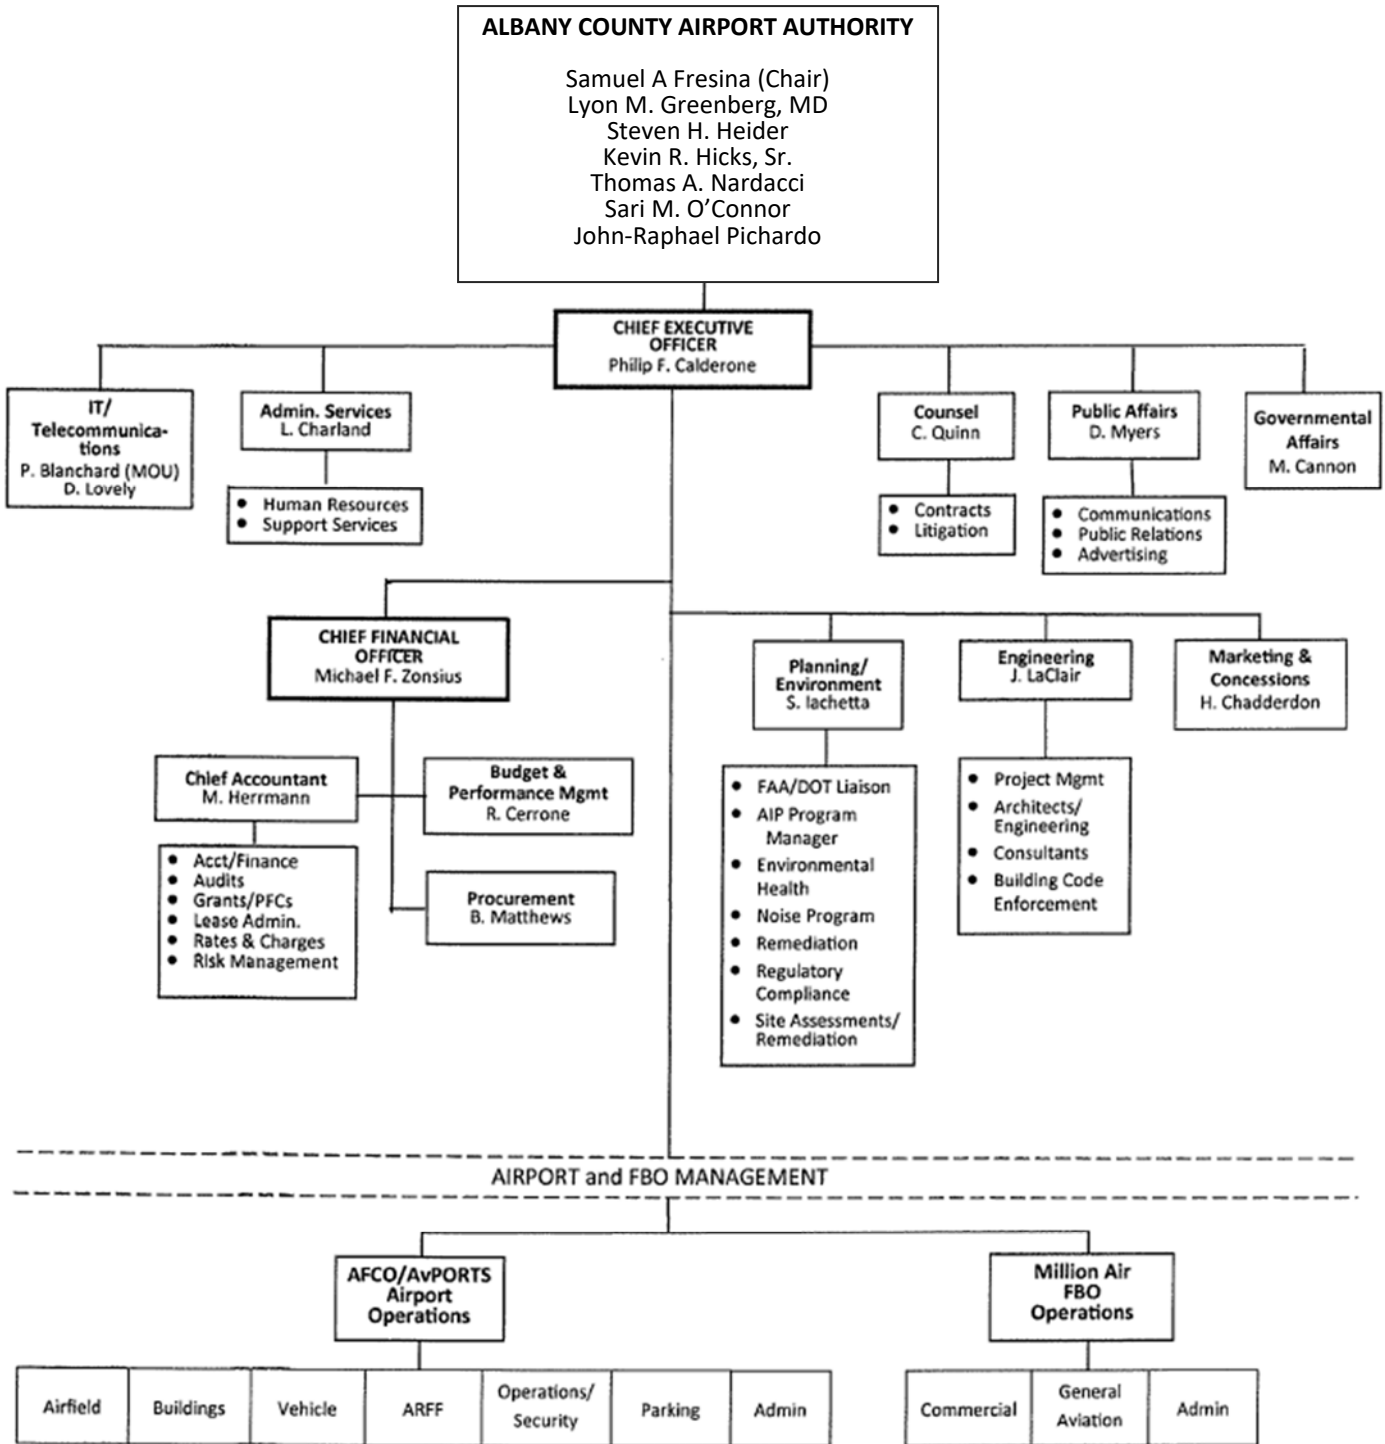 ALBANY COUNTY AIRPORT AUTHORITY
Samuel A Fresina (Chair)
Lyon M. Greenberg, MD
Steven H. Heider
Kevin R. Hicks, Sr.
Thomas A. Nardacci
Sari M. O’Connor
John-Raphael Pichardo
CHIEF EXECUTIVE
OFFICER
Philip F. Calderone
IT/
Telecommunica-
tions
P. Blanchard (MOU)
D. Lovely
Admin. Services
L. Charland
• Human Resources
• Support Services
Counsel
C. Quinn
• Contracts
• Litigation
Public Affairs
D. Myers
• Communications
• Public Relations
• Advertising
Governmental
Affairs
M. Cannon
CHIEF FINANCIAL
OFFICER
Michael F. Zonsius
Chief Accountant
M. Herrmann
• Acct/Finance
• Audits
• Grants/PFCs
• Lease Admin.
• Rates & Charges
• Risk Management
Budget &
Performance Mgmt
R. Cerrone
Procurement
B. Matthews
Planning/
Environment
S. Iachetta
• FAA/DOT Liaison
• AIP Program
Manager
• Environmental
Health
• Noise Program
• Remediation
• Regulatory
Compliance
• Site Assessments/
Remediation
Engineering
J. LaClair
• Project Mgmt
• Architects/
Engineering
• Consultants
• Building Code
Enforcement
Marketing &
Concessions
H. Chadderdon
AIRPORT and FBO MANAGEMENT
AFCO/AvPORTS
Airport
Operations
Airfield
Buildings
Vehicle
ARFF
Operations/
Security
Parking
Admin
Million Air
FBO
Operations
Commercial
General
Aviation
Admin